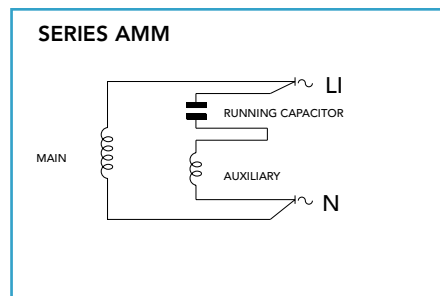 SERIES AMM
LI
RUNNING CAPACITOR
MAIN
AUXILIARY
N